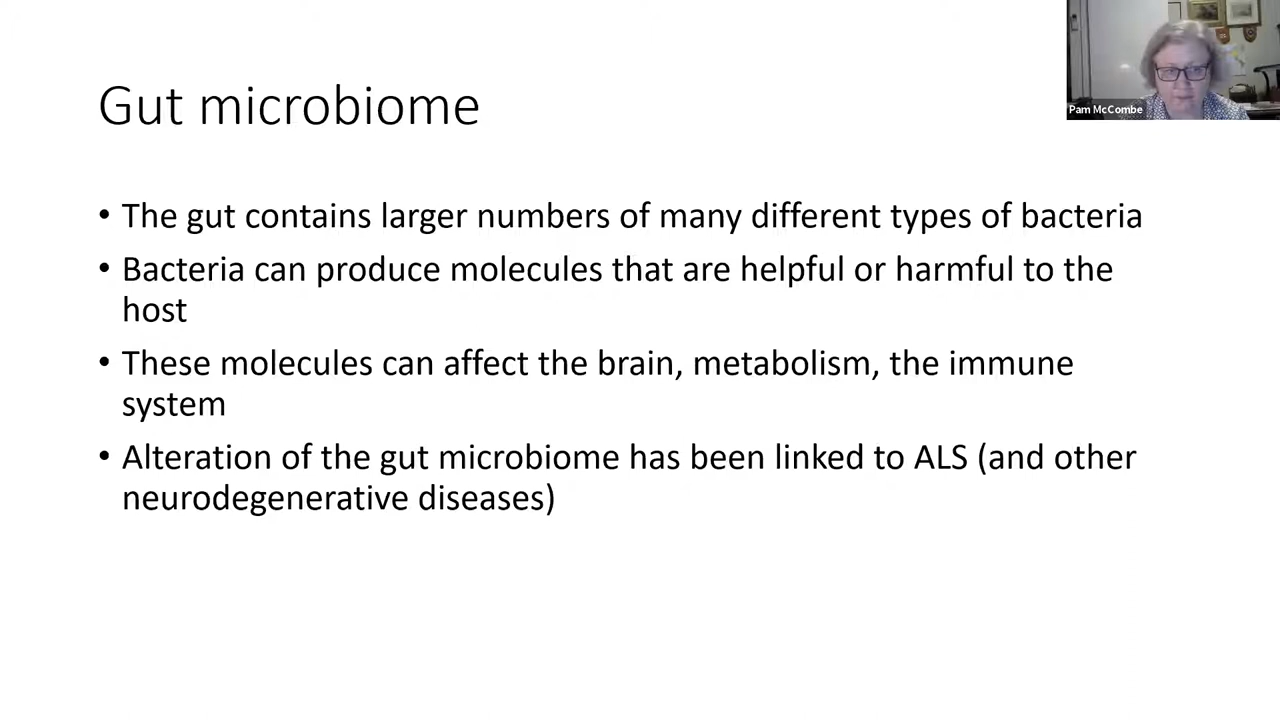 Gut microbiome
Pam McCombe
• The gut contains larger numbers of many different types of bacteria
• Bacteria can produce molecules that are helpful or harmful to the
host
• These molecules can affect the brain, metabolism, the immune
system
• Alteration of the gut microbiome has been linked to ALS (and other
neurodegenerative diseases)